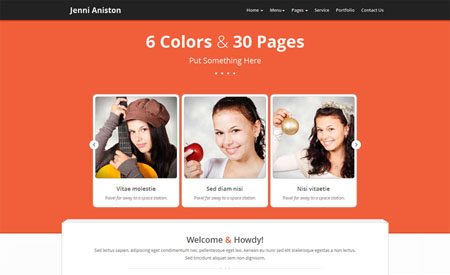 Jenni Aniston
Home Menu Pages Service Portfolio Contact Us
6 Colors & 30 Pages
Put Something Here
Vitae molestie Sed diam nisi Nisi vitaetie
Travel far away to a space station. Travel far away to a space station. Travel far away to a space station.
Welcome & Howdy!
Sed lectus sapien, adipiscing eget condimentum nec, pellentesque eget leo. Aenean eu nunc sed elit scelerisque egestas a non lectus.
Sed tincidunt aliquet sem non dignissim.